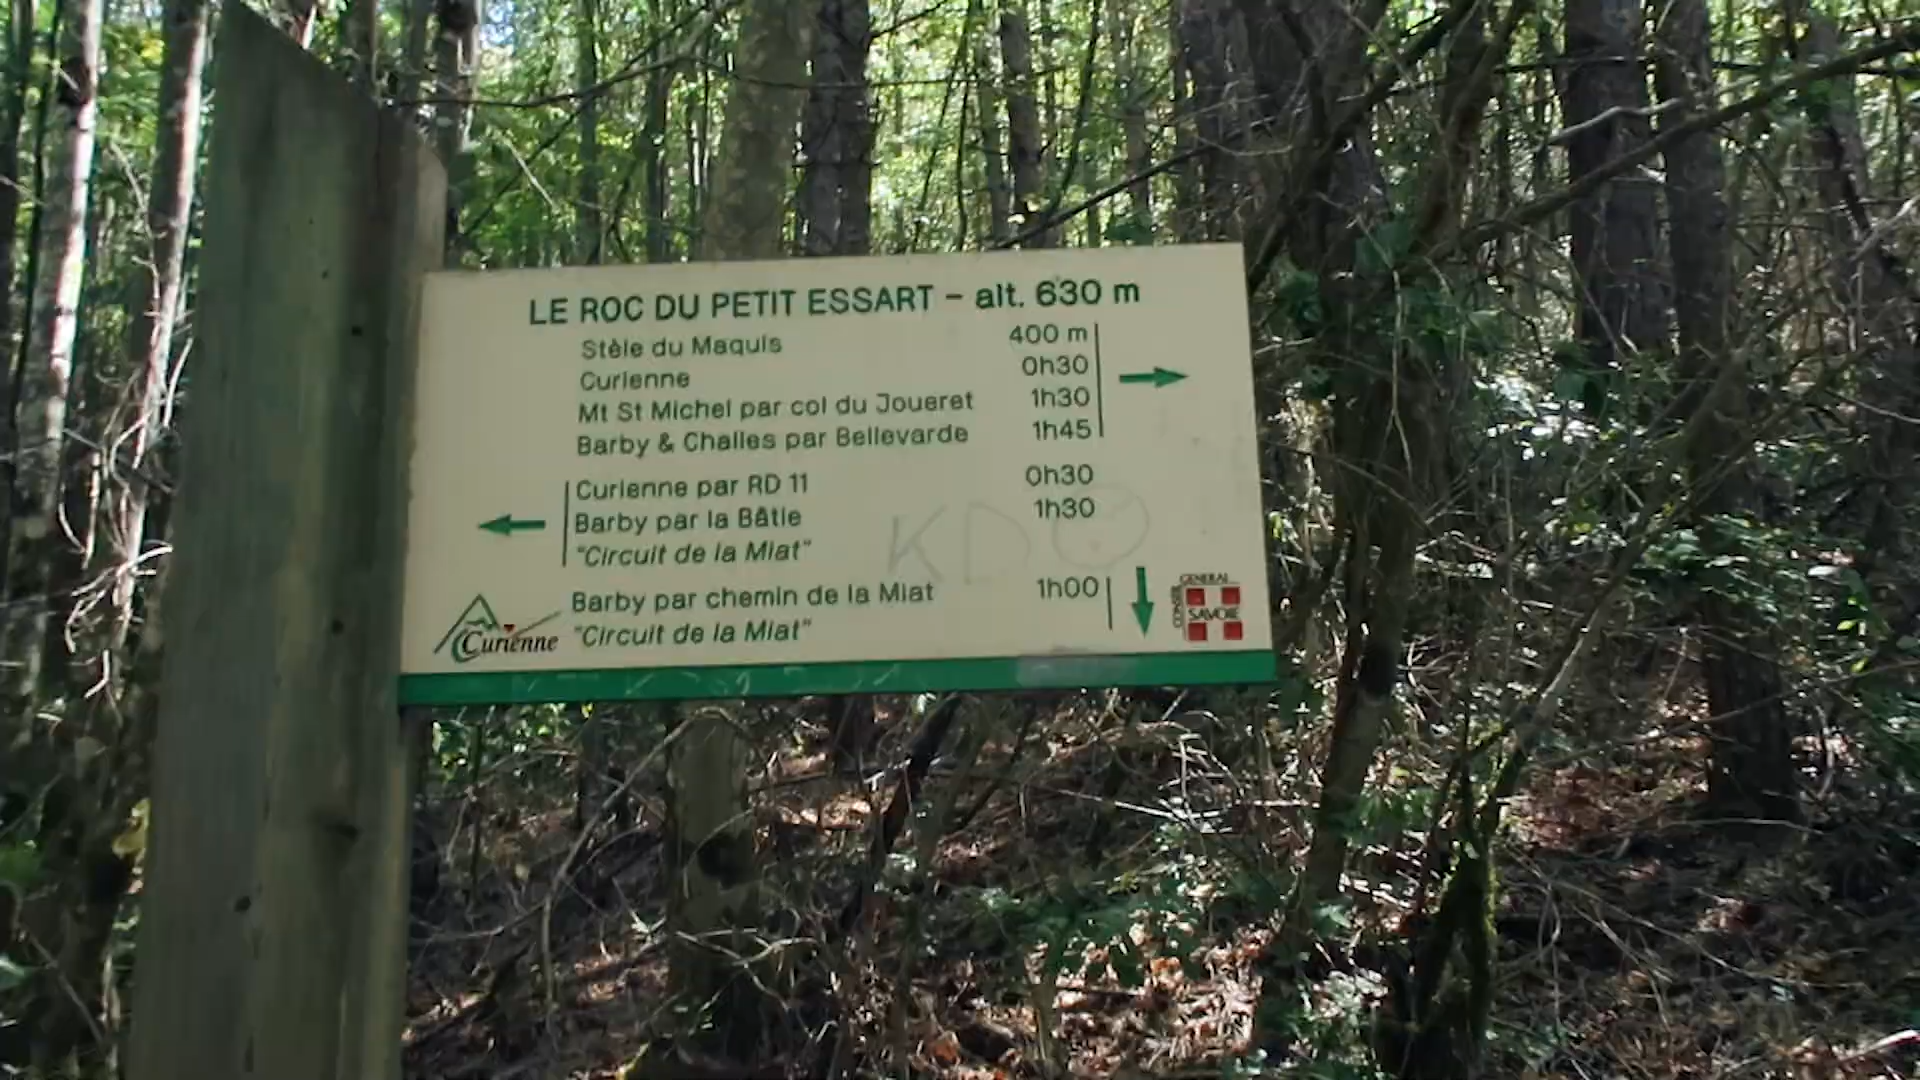 LE ROC DU PETIT ESSART - alt. 630 m
Stèle du Maquis 400 m
Curienne 0h30
Mt St Michel par col du Joueret 1h30
Barby & Challes par Bellevarde 1h45
Curienne par RD 11 0h30
Barby par la Bâtie 1h30
"Circuit de la Miat"
Barby par chemin de la Miat 1h00
"Circuit de la Miat"
Curienne
CONSEIL GENERAL
SAVOIE
KD